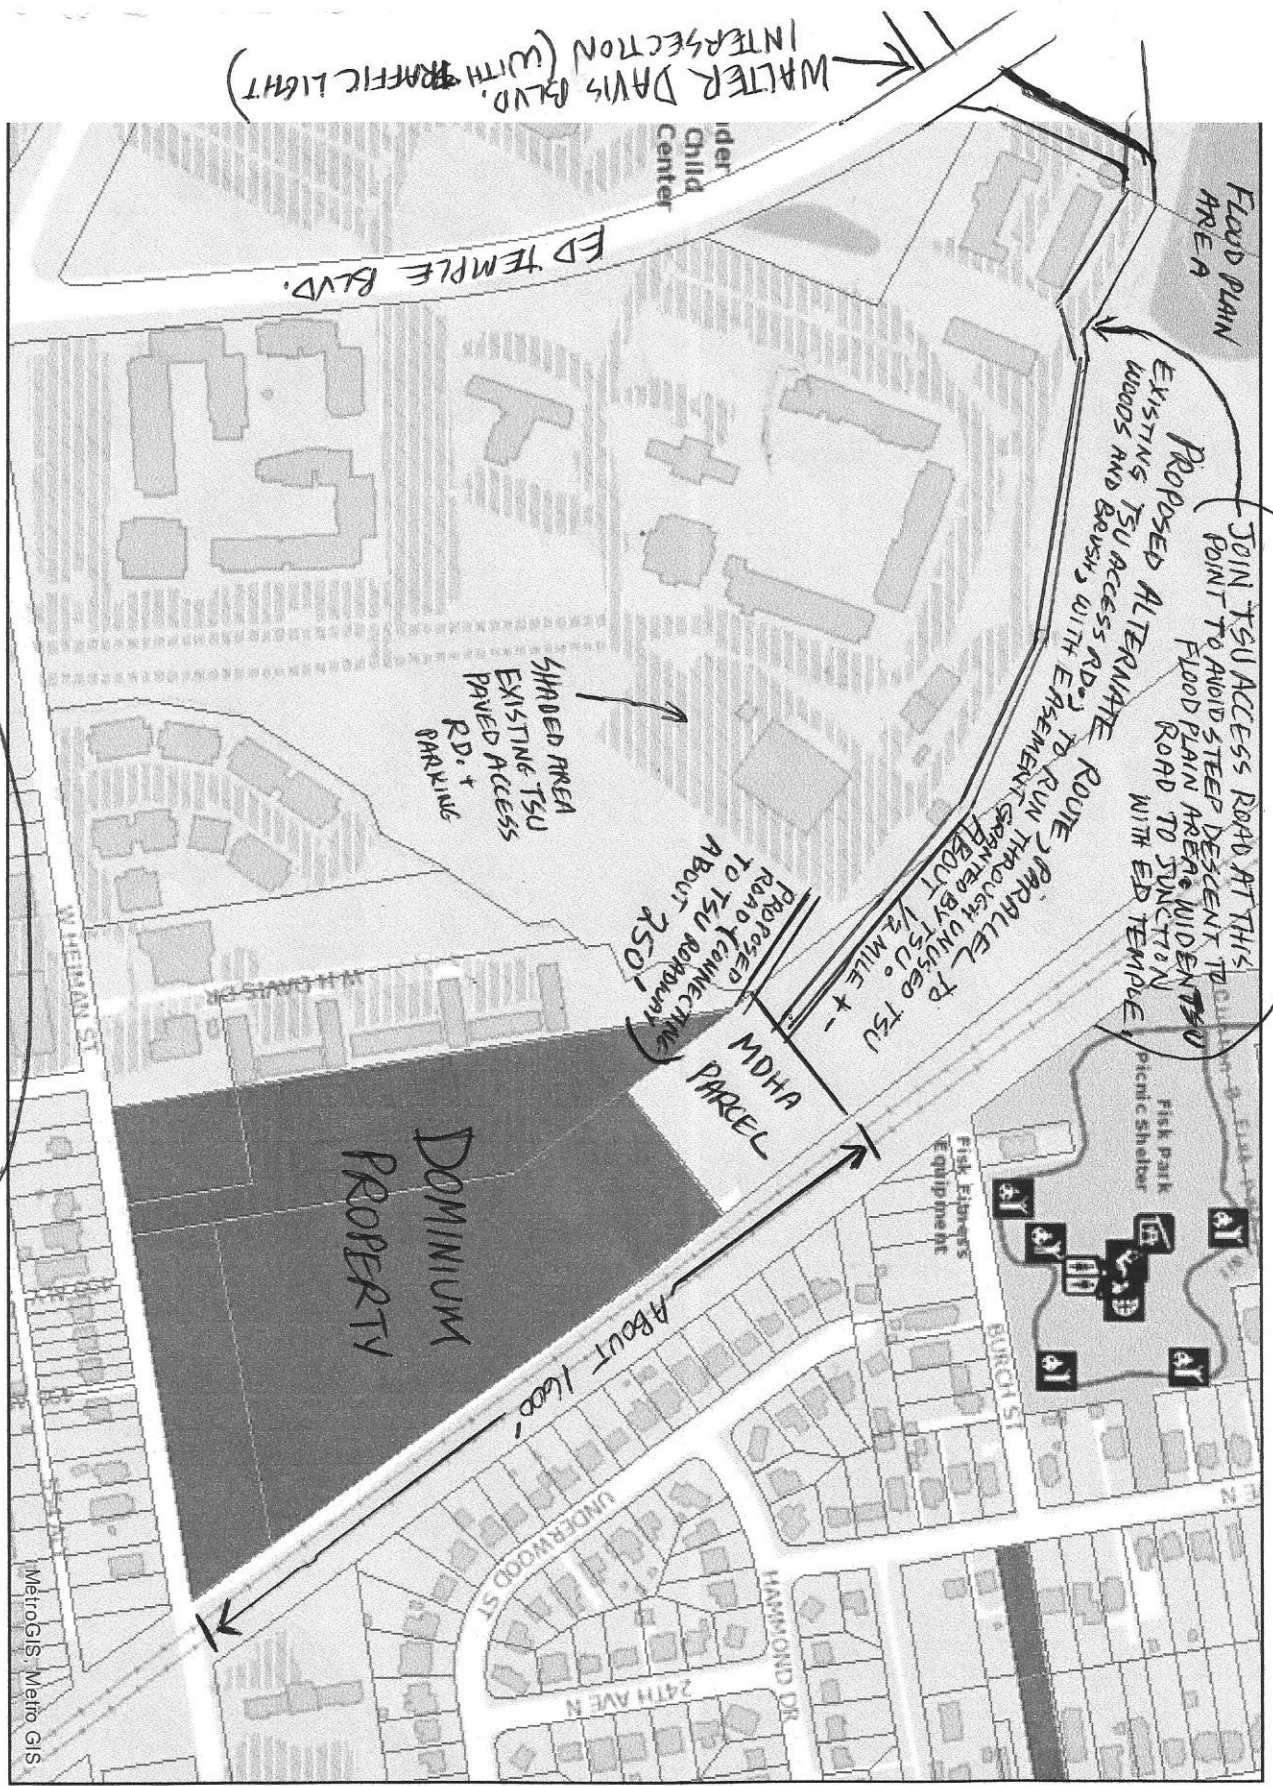 WALTER DAVIS BLVD.
INTERSECTION (WITH TRAFFIC LIGHT)
FLOOD PLAIN
AREA
ider
Child
Center
ED TEMPLE BLVD.
JOIN TSU ACCESS ROAD AT THIS
POINT TO AVOID STEEP DESCENT TO
FLOOD PLAIN AREA. WIDEN TSU
ROAD TO JUNCTION
WITH ED TEMPLE,
PROPOSED ALTERNATE ROUTE, PARALLEL TO
EXISTING TSU ACCESS RD., TO RUN THROUGH UNUSED TSU
WOODS AND BRUSH, WITH EASEMENT GRANTED BY TSU.
ABOUT 1/2 MILE + -
SHADED AREA
EXISTING TSU
PAVED ACCESS
RD. +
PARKING
PROPOSED
ROAD (CONNECTING
TO TSU ROADWAY
ABOUT 250')
MDHA
PARCEL
DOMINIUM
PROPERTY
ABOUT 1600'
Fisk Park
Picnic Shelter
Fisk Fitness
Equipment
BURCH ST
W H DAVIS DR
W HEIMAN ST
UNDERWOOD ST
HAMMOND DR
24TH AVE N
E N
MetroGIS, Metro GIS